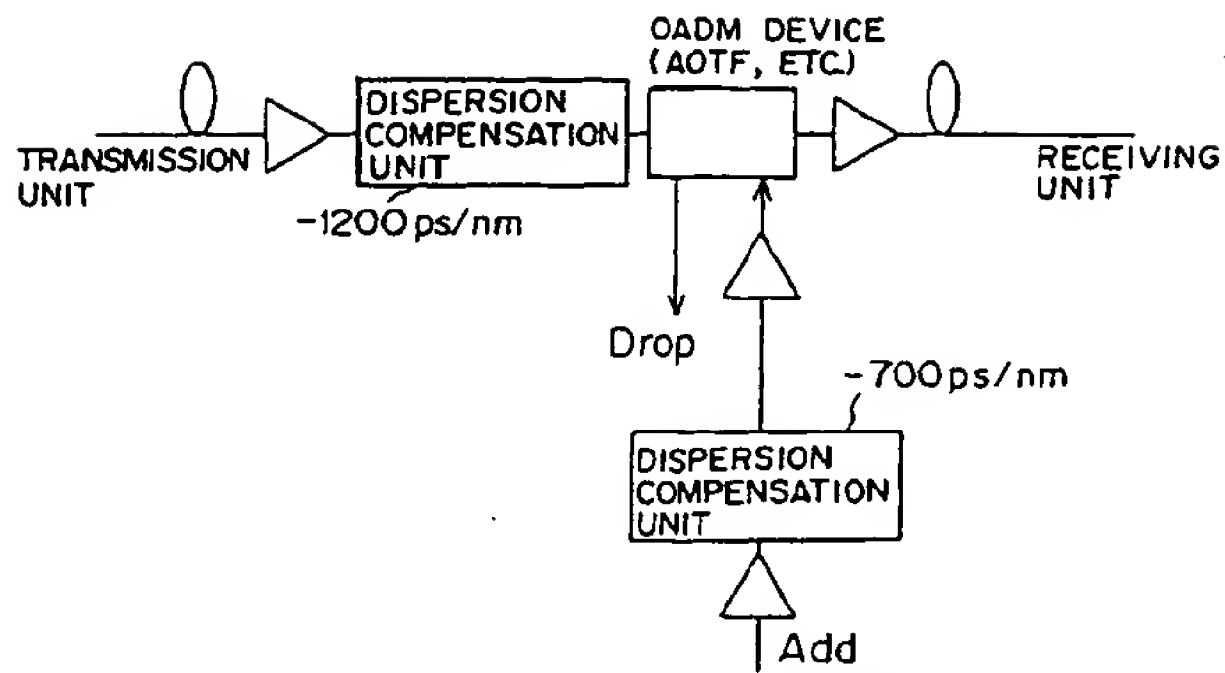 OADM DEVICE
(AOTF, ETC.)
DISPERSION
COMPENSATION
UNIT
TRANSMISSION
UNIT
RECEIVING
UNIT
-1200ps/nm
Drop
-700ps/nm
DISPERSION
COMPENSATION
UNIT
Add